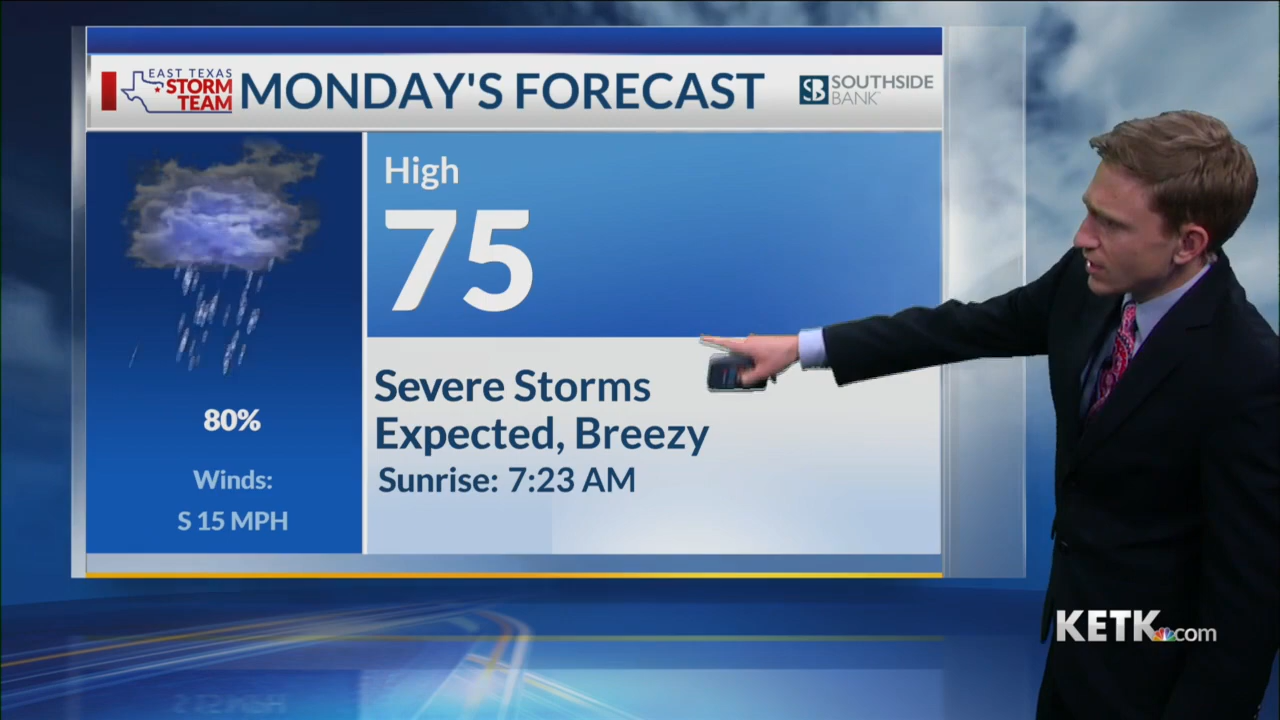 EAST TEXAS
STORM
TEAM
MONDAY'S FORECAST
SB
SOUTHSIDE
BANK
High
75
80%
Winds:
S 15 MPH
Severe Storms
Expected, Breezy
Sunrise: 7:23 AM
KETK.com